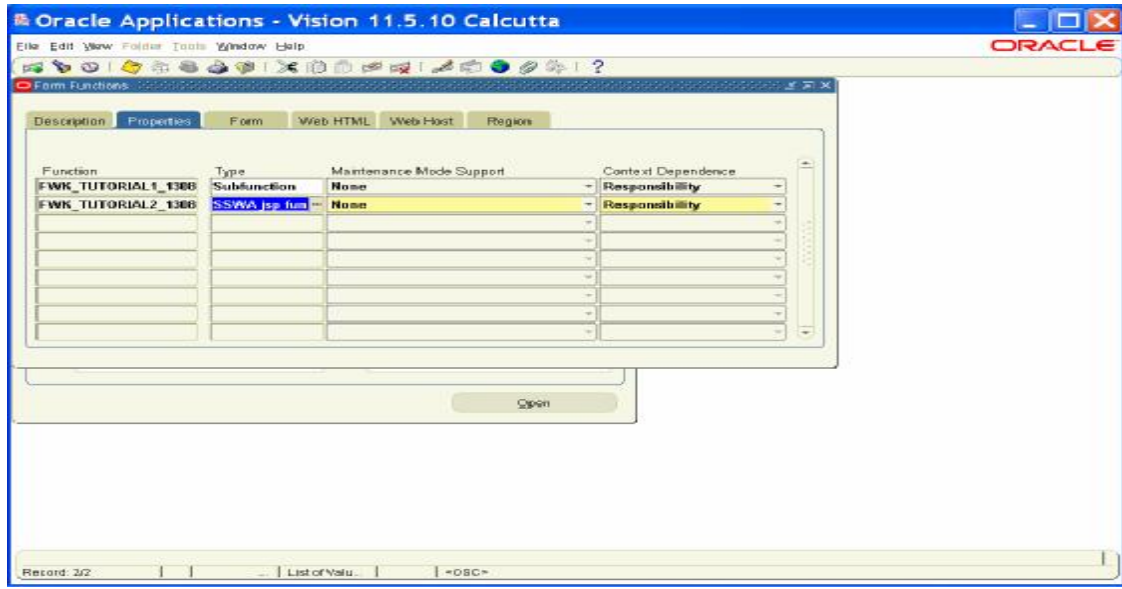 Oracle Applications - Vision 11.5.10 Calcutta
File Edit View Folder Tools Window Help
ORACLE
?
Form Functions
Description Properties Form Web HTML Web Host Region
Function Type Maintenance Mode Support Context Dependence
FWK_TUTORIAL1_1306 Subfunction None Responsibility
FWK_TUTORIAL2_1306 SSWA jsp fun None Responsibility
Open
Record: 2/2 ... List of Valu... <OSC>